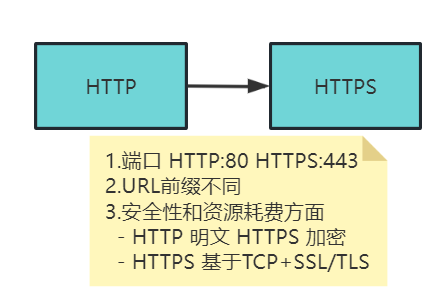 HTTP
HTTPS
1.端口 HTTP:80 HTTPS:443
2.URL前缀不同
3.安全性和资源耗费方面
- HTTP 明文 HTTPS 加密
- HTTPS 基于TCP+SSL/TLS